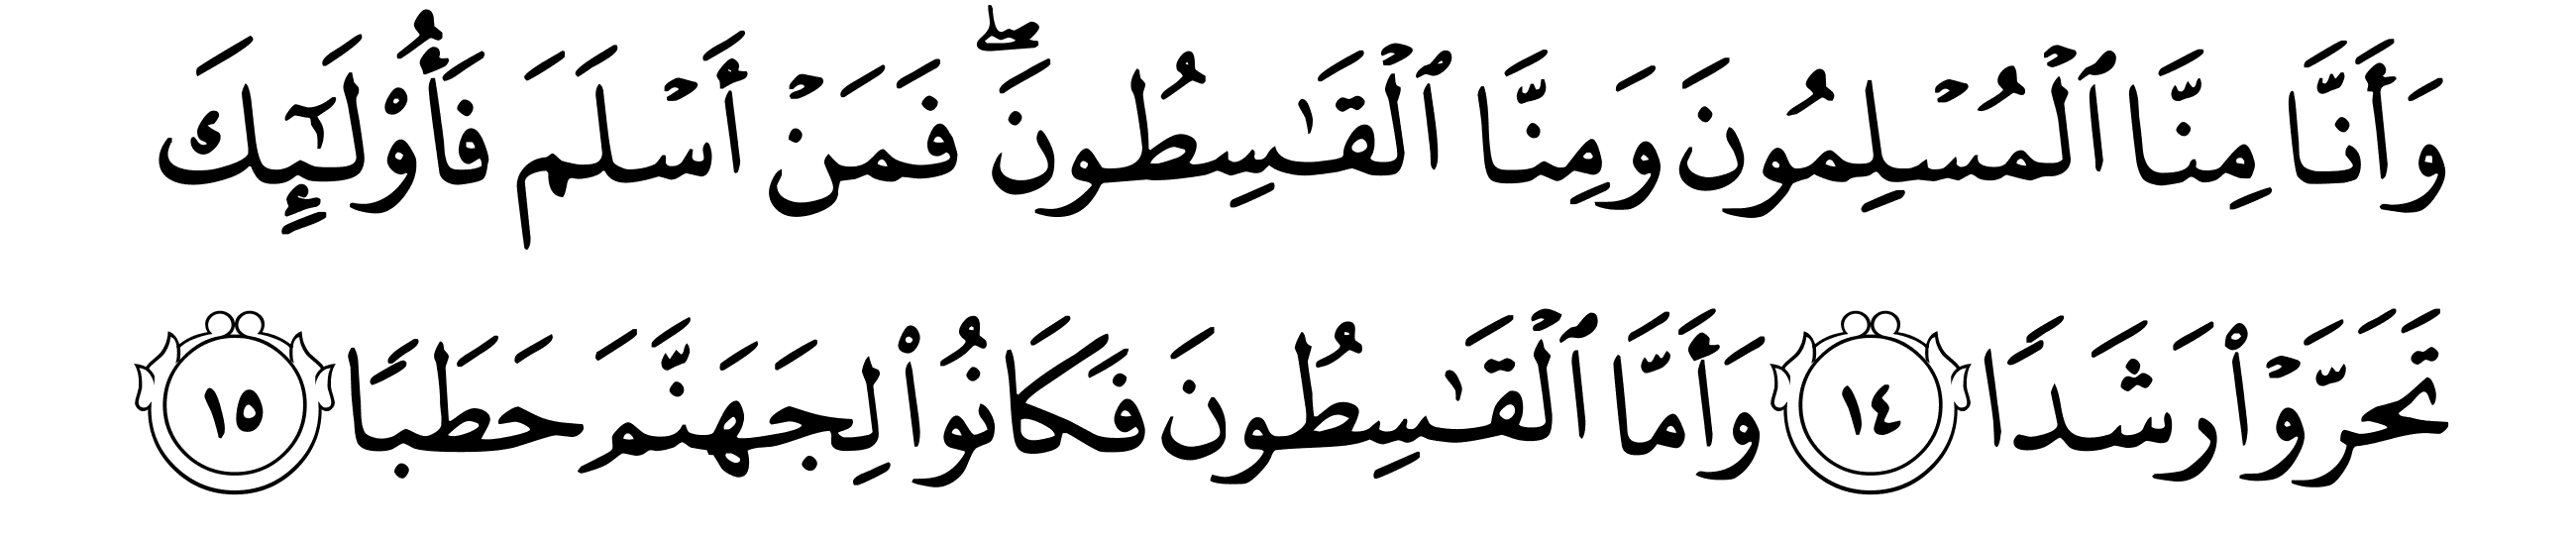 وَأَنَّا مِنَّا ٱلْمُسْلِمُونَ وَمِنَّا ٱلْقَـٰسِطُونَ ۖ فَمَنْ أَسْلَمَ فَأُو۟لَـٰٓئِكَ
تَحَرَّوْا۟ رَشَدًا ١٤ وَأَمَّا ٱلْقَـٰسِطُونَ فَكَانُوا۟ لِجَهَنَّمَ حَطَبًا ١٥